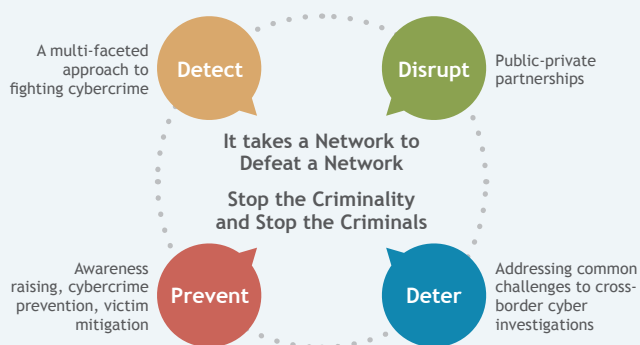 A multi-faceted
approach to
fighting cybercrime
Detect
Disrupt
Public-private
partnerships
It takes a Network to
Defeat a Network
Stop the Criminality
and Stop the Criminals
Awareness
raising, cybercrime
prevention, victim
mitigation
Prevent
Deter
Addressing common
challenges to cross-
border cyber
investigations